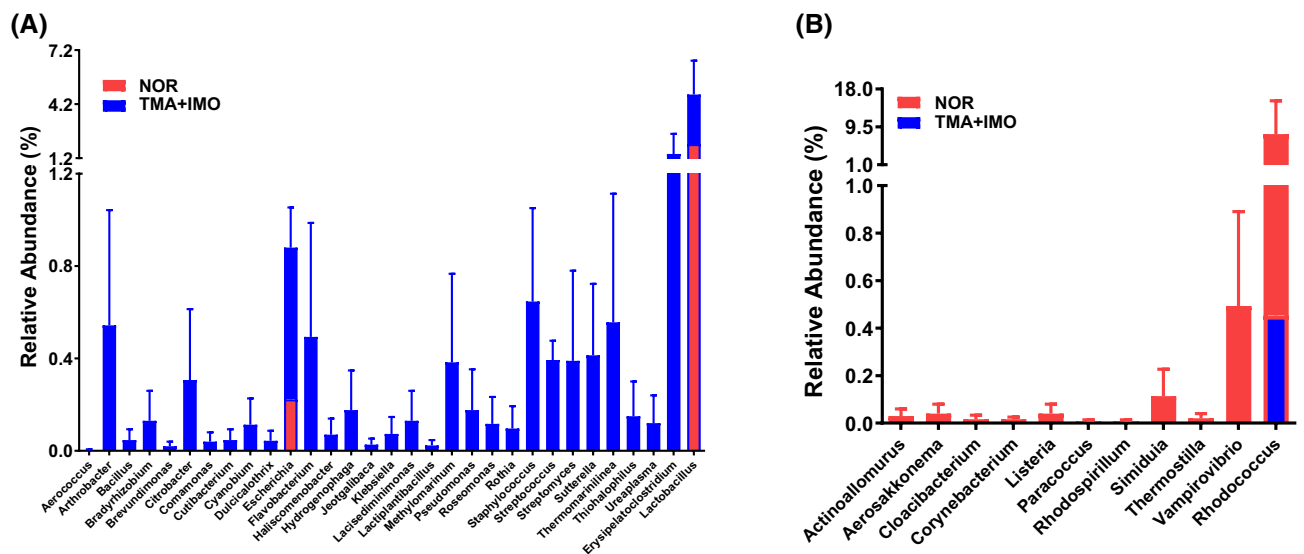 (A)
Relative Abundance (%)
7.2
4.2
1.2
1.2
0.8
0.4
0.0
NOR
TMA+IMO
Aerococcus
Arthrobacter
Bacillus
Bradyrhizobium
Brevundimonas
Citrobacter
Comamonas
Cutibacterium
Cyanobium
Dulcicalothrix
Escherichia
Flavobacterium
Haliscomenobacter
Hydrogenophaga
Jeotgalibaca
Klebsiella
Lacisediminimonas
Lactiplantibacillus
Methylomarinum
Pseudomonas
Roseomonas
Rothia
Staphylococcus
Streptococcus
Streptomyces
Sutterella
Thermomarinilinea
Thiohalophilus
Ureaplasma
Erysipelatoclostridium
Lactobacillus
(B)
Relative Abundance (%)
18.0
9.5
1.0
1.0
0.8
0.6
0.4
0.2
0.0
NOR
TMA+IMO
Actinoallomurus
Aerosakkonema
Cloacibacterium
Corynebacterium
Listeria
Paracoccus
Rhodospirillum
Simiduia
Thermostilla
Vampirovibrio
Rhodococcus